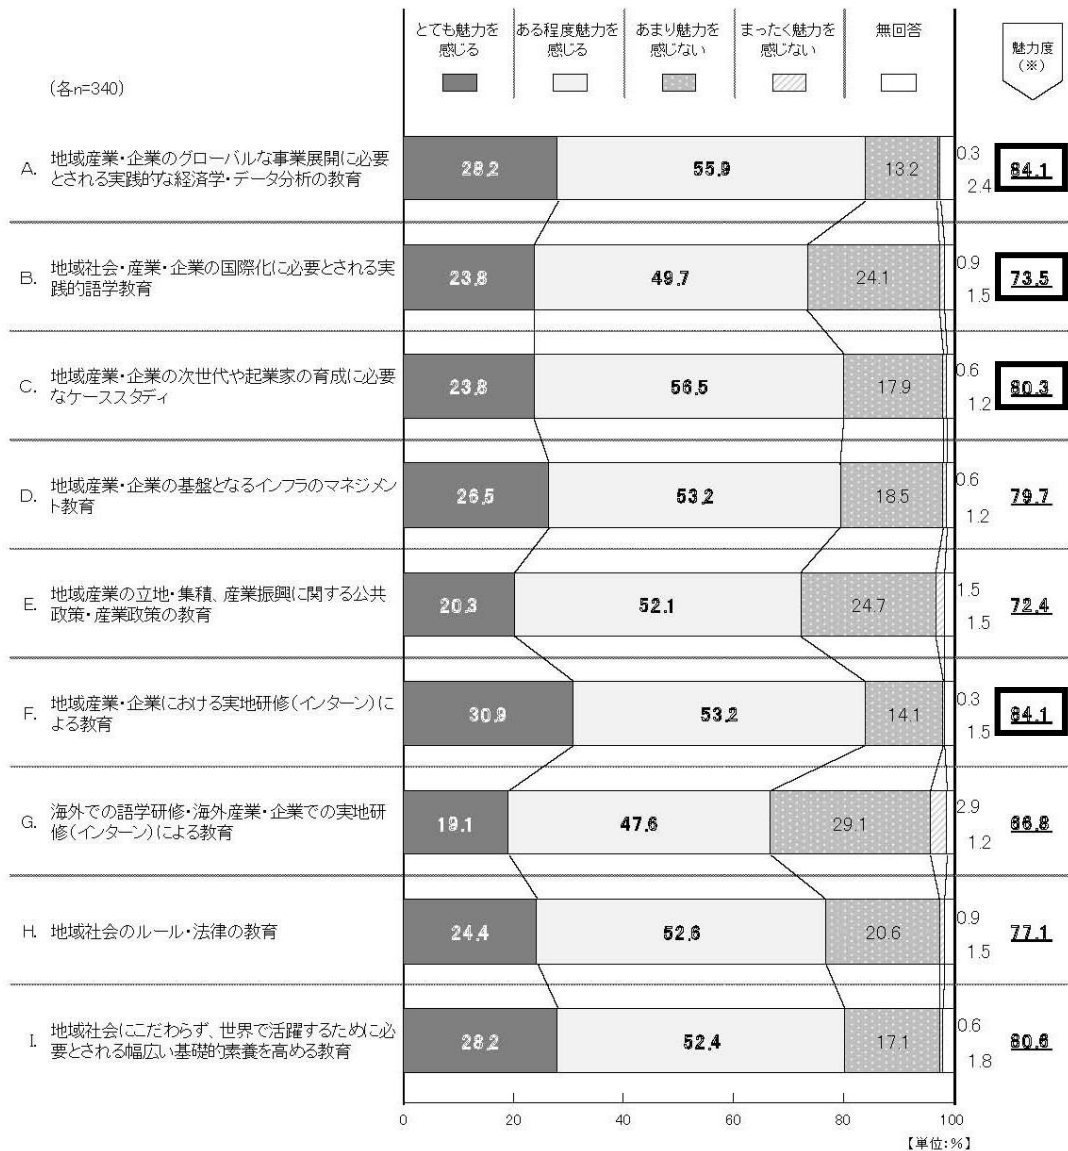 とても魅力を
感じる
ある程度魅力を
感じる
あまり魅力を
感じない
まったく魅力を
感じない
無回答
魅力度
(※)
(各n=340)
A. 地域産業・企業のグローバルな事業展開に必要
とされる実践的な経済学・データ分析の教育
28.2 55.9 13.2 0.3 2.4 84.1
B. 地域社会・産業・企業の国際化に必要とされる実
践的語学教育
23.8 49.7 24.1 0.9 1.5 73.5
C. 地域産業・企業の次世代や起業家の育成に必要
なケーススタディ
23.8 56.5 17.9 0.6 1.2 80.3
D. 地域産業・企業の基盤となるインフラのマネジメン
ト教育
26.5 53.2 18.5 0.6 1.2 79.7
E. 地域産業の立地・集積、産業振興に関する公共
政策・産業政策の教育
20.3 52.1 24.7 1.5 1.5 72.4
F. 地域産業・企業における実地研修(インターン)に
よる教育
30.9 53.2 14.1 0.3 1.5 84.1
G. 海外での語学研修・海外産業・企業での実地研
修(インターン)による教育
19.1 47.6 29.1 2.9 1.2 66.8
H. 地域社会のルール・法律の教育
24.4 52.6 20.6 0.9 1.5 77.1
I. 地域社会にこだわらず、世界で活躍するために必
要とされる幅広い基礎的素養を高める教育
28.2 52.4 17.1 0.6 1.8 80.6
0 20 40 60 80 100
【単位:%】